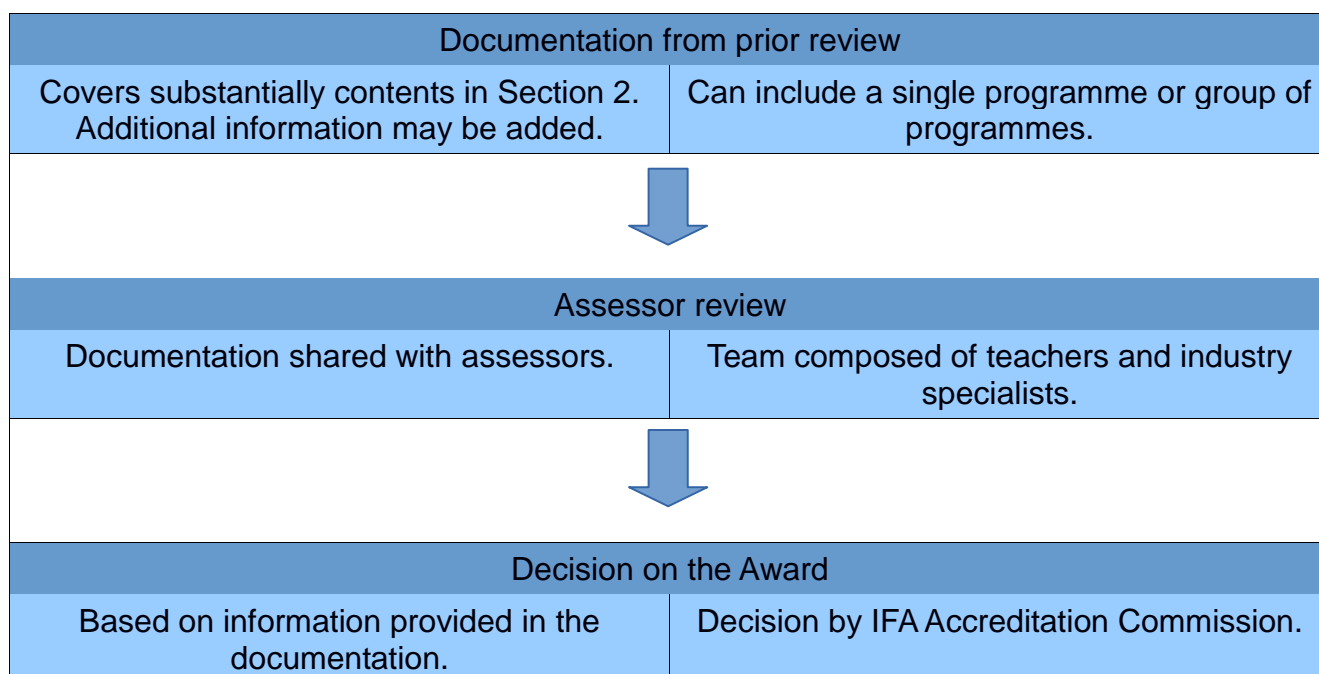 Documentation from prior review
Covers substantially contents in Section 2.
Additional information may be added.
Can include a single programme or group of
programmes.
Assessor review
Documentation shared with assessors.
Team composed of teachers and industry
specialists.
Decision on the Award
Based on information provided in the
documentation.
Decision by IFA Accreditation Commission.